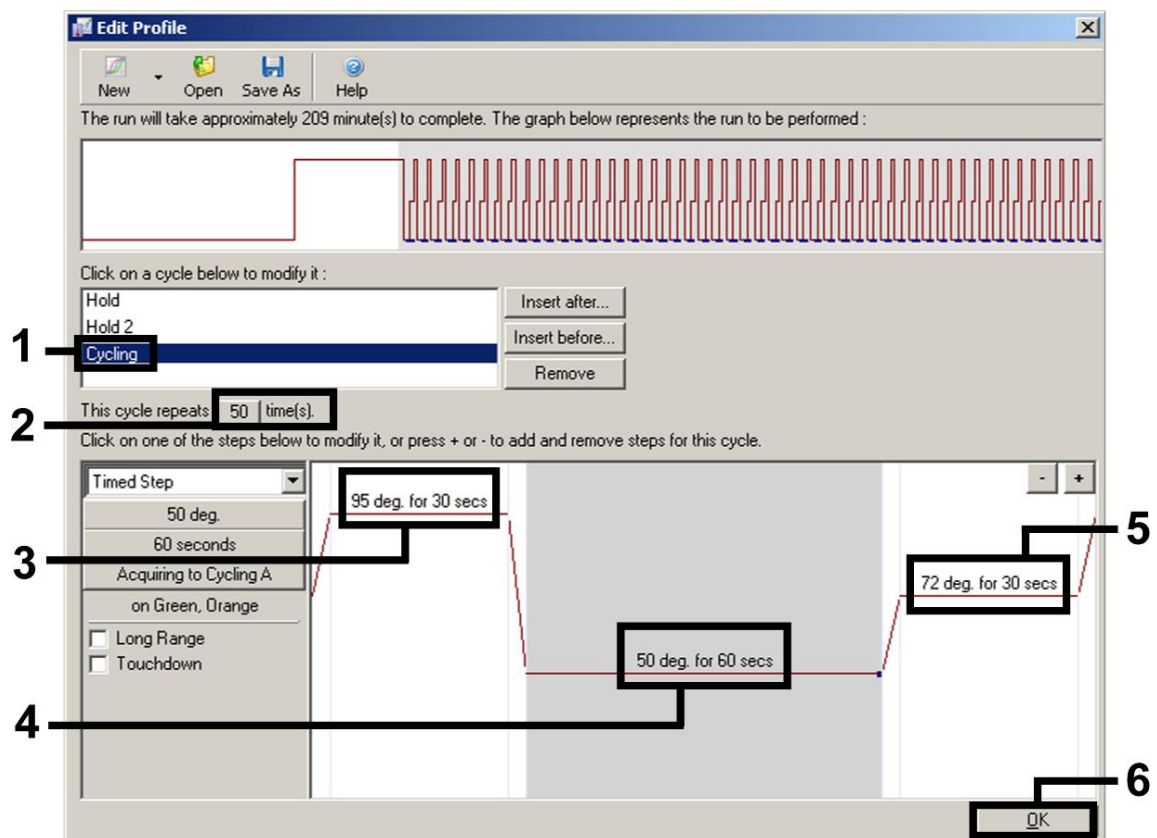 Edit Profile
New Open Save As Help
The run will take approximately 209 minute(s) to complete. The graph below represents the run to be performed :
Click on a cycle below to modify it :
Hold
Hold 2
Cycling
Insert after...
Insert before...
Remove
1
This cycle repeats 50 time(s).
2
Click on one of the steps below to modify it, or press + or - to add and remove steps for this cycle.
Timed Step
50 deg.
60 seconds
Acquiring to Cycling A
on Green, Orange
Long Range
Touchdown
95 deg. for 30 secs
3
50 deg. for 60 secs
4
- +
72 deg. for 30 secs
5
OK
6